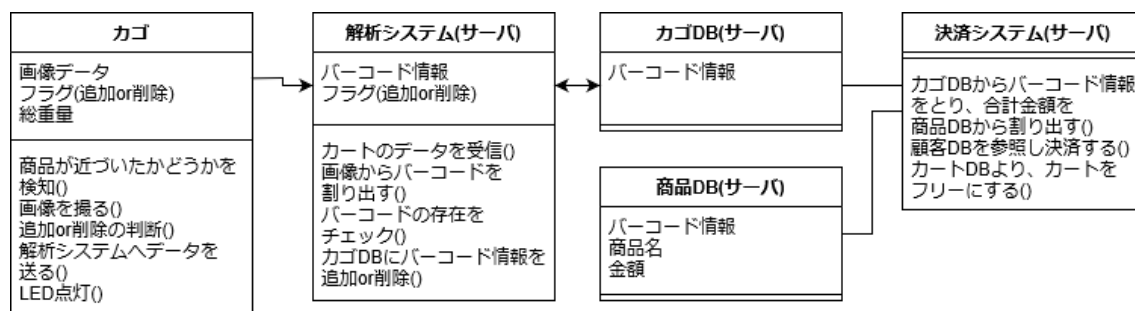 カゴ
画像データ
フラグ(追加or削除)
総重量
商品が近づいたかどうかを
検知()
画像を撮る()
追加or削除の判断()
解析システムへデータを
送る()
LED点灯()
解析システム(サーバ)
バーコード情報
フラグ(追加or削除)
カートのデータを受信()
画像からバーコードを
割り出す()
バーコードの存在を
チェック()
カゴDBにバーコード情報を
追加or削除()
カゴDB(サーバ)
バーコード情報
商品DB(サーバ)
バーコード情報
商品名
金額
決済システム(サーバ)
カゴDBからバーコード情報
をとり、合計金額を
商品DBから割り出す()
顧客DBを参照し決済する()
カートDBより、カートを
フリーにする()